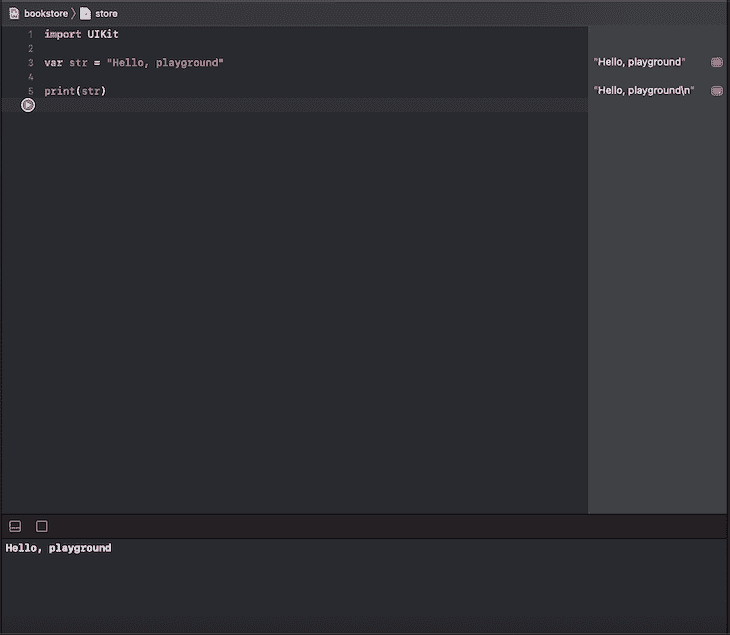 bookstore store
1 import UIKit
2
3 var str = "Hello, playground"
"Hello, playground"
4
5 print(str)
"Hello, playground\n"
Hello, playground